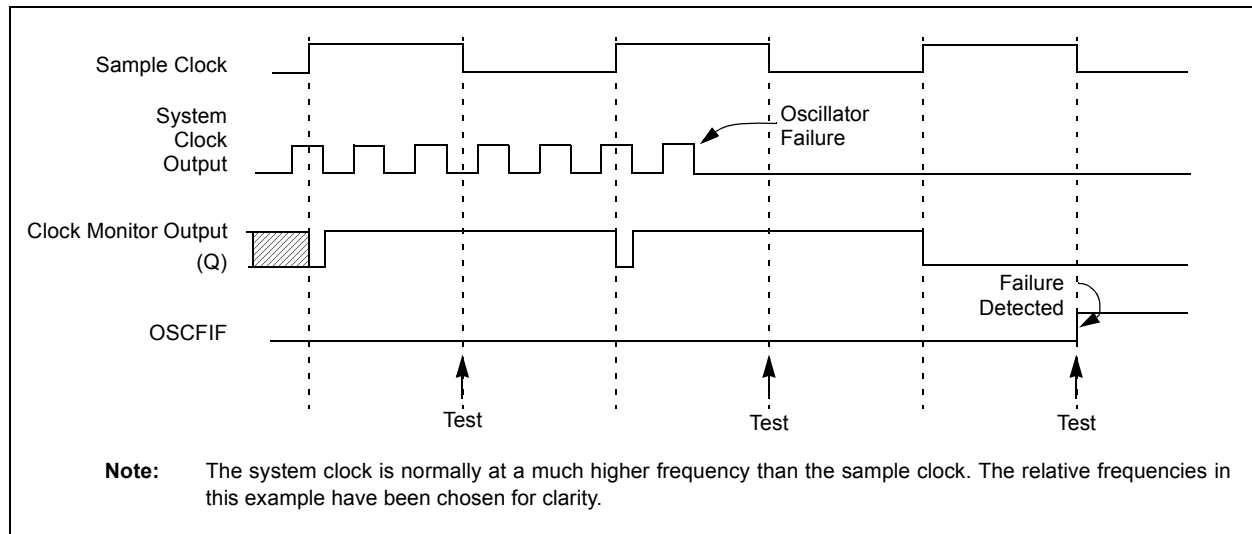 Sample Clock
System
Clock
Output
Oscillator
Failure
Clock Monitor Output
(Q)
Failure
Detected
OSCFIF
Test
Test
Test
Note: The system clock is normally at a much higher frequency than the sample clock. The relative frequencies in
this example have been chosen for clarity.